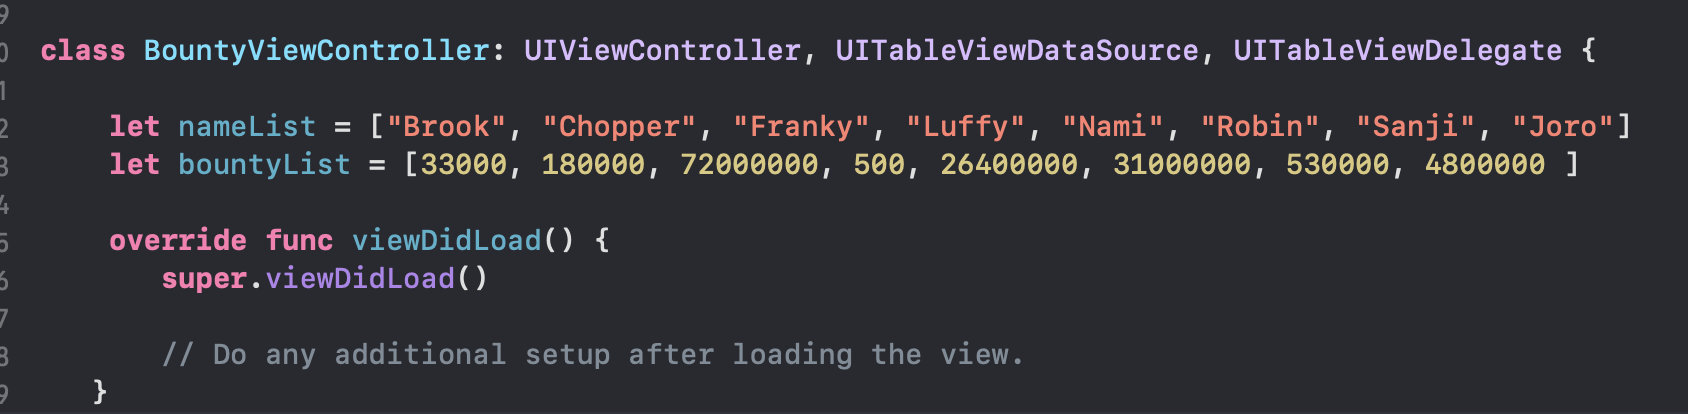 9
0 class BountyViewController: UIViewController, UITableViewDataSource, UITableViewDelegate {
1
2 let nameList = ["Brook", "Chopper", "Franky", "Luffy", "Nami", "Robin", "Sanji", "Joro"]
3 let bountyList = [33000, 180000, 72000000, 500, 26400000, 31000000, 530000, 4800000 ]
4
5 override func viewDidLoad() {
6 super.viewDidLoad()
7
8 // Do any additional setup after loading the view.
9 }